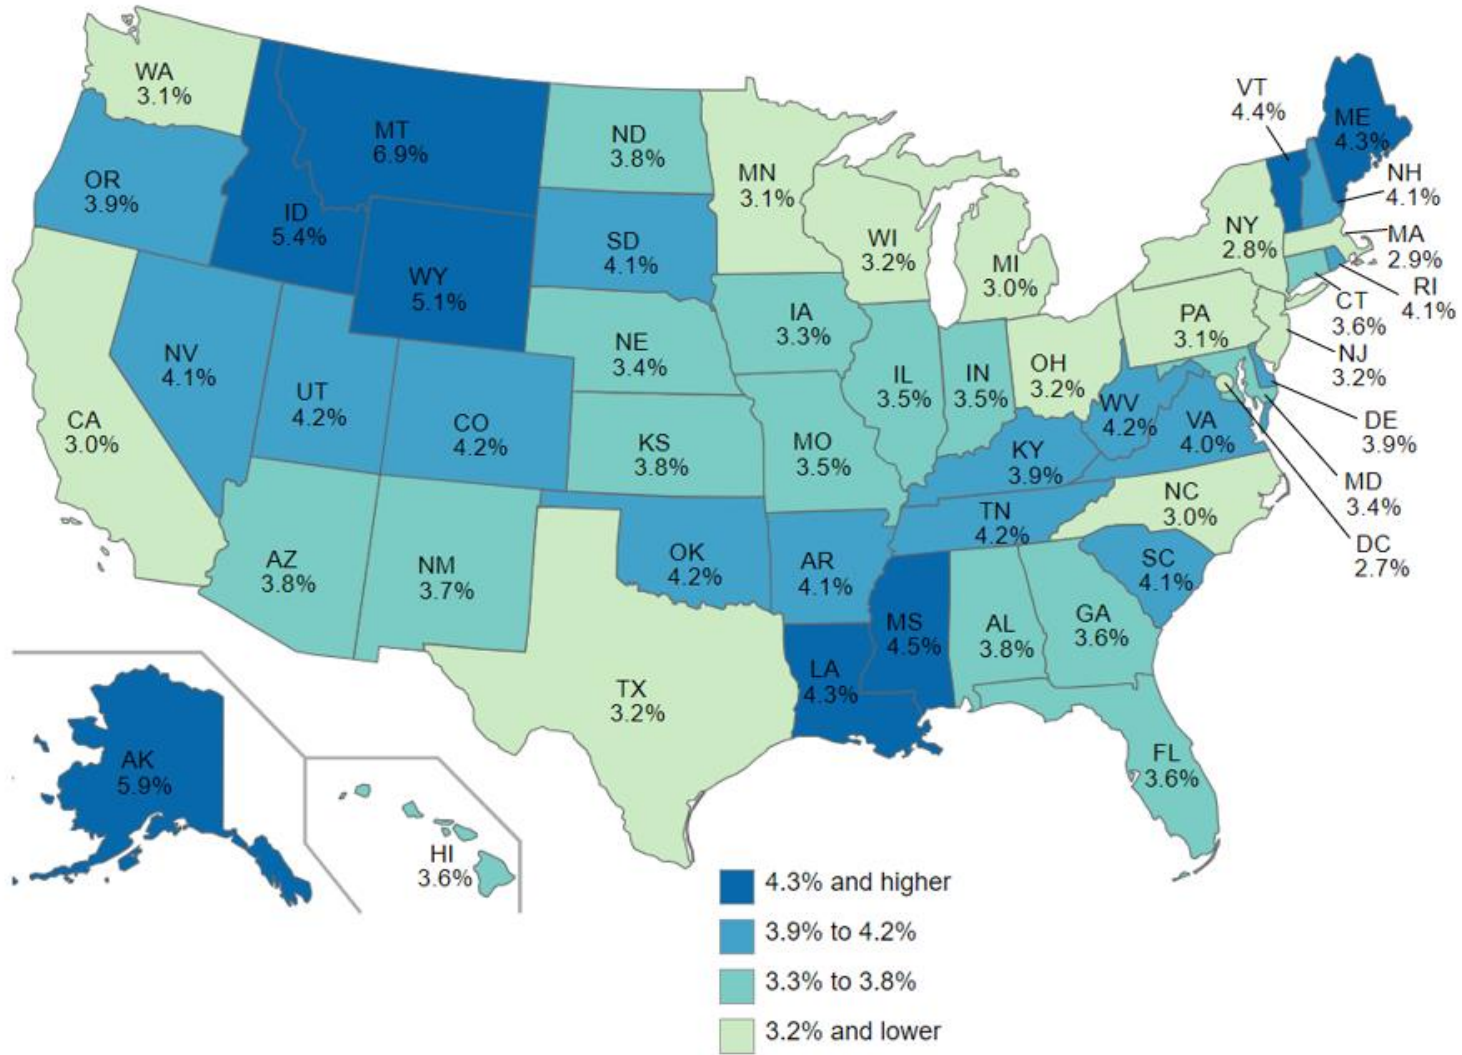 WA
3.1%
MT
6.9%
ND
3.8%
MN
3.1%
VT
4.4%
ME
4.3%
NH
4.1%
OR
3.9%
ID
5.4%
WY
5.1%
SD
4.1%
WI
3.2%
MI
3.0%
NY
2.8%
MA
2.9%
RI
4.1%
CT
3.6%
NJ
3.2%
NV
4.1%
UT
4.2%
CO
4.2%
NE
3.4%
IA
3.3%
IL
3.5%
IN
3.5%
OH
3.2%
PA
3.1%
WV
4.2%
VA
4.0%
DE
3.9%
MD
3.4%
DC
2.7%
CA
3.0%
KS
3.8%
MO
3.5%
KY
3.9%
NC
3.0%
TN
4.2%
SC
4.1%
AZ
3.8%
NM
3.7%
OK
4.2%
AR
4.1%
MS
4.5%
AL
3.8%
GA
3.6%
TX
3.2%
LA
4.3%
FL
3.6%
AK
5.9%
HI
3.6%
4.3% and higher
3.9% to 4.2%
3.3% to 3.8%
3.2% and lower